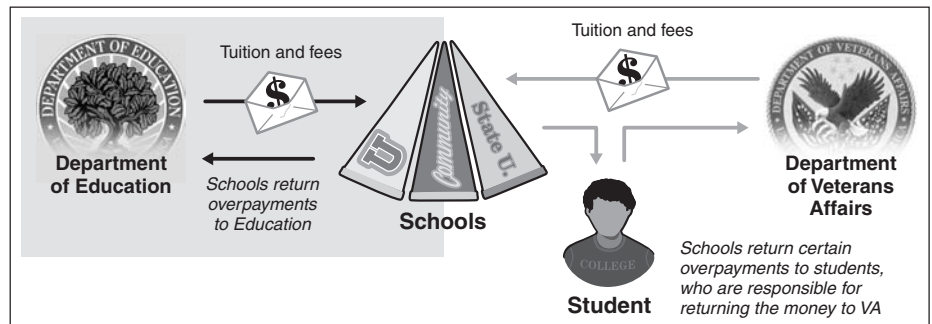 DEPARTMENT OF EDUCATION
Department
of Education
Tuition and fees
$
Schools return
overpayments
to Education
U
Community
State U.
Schools
Tuition and fees
$
COLLEGE
Student
DEPARTMENT OF VETERANS AFFAIRS
Department
of Veterans
Affairs
Schools return certain
overpayments to students,
who are responsible for
returning the money to VA